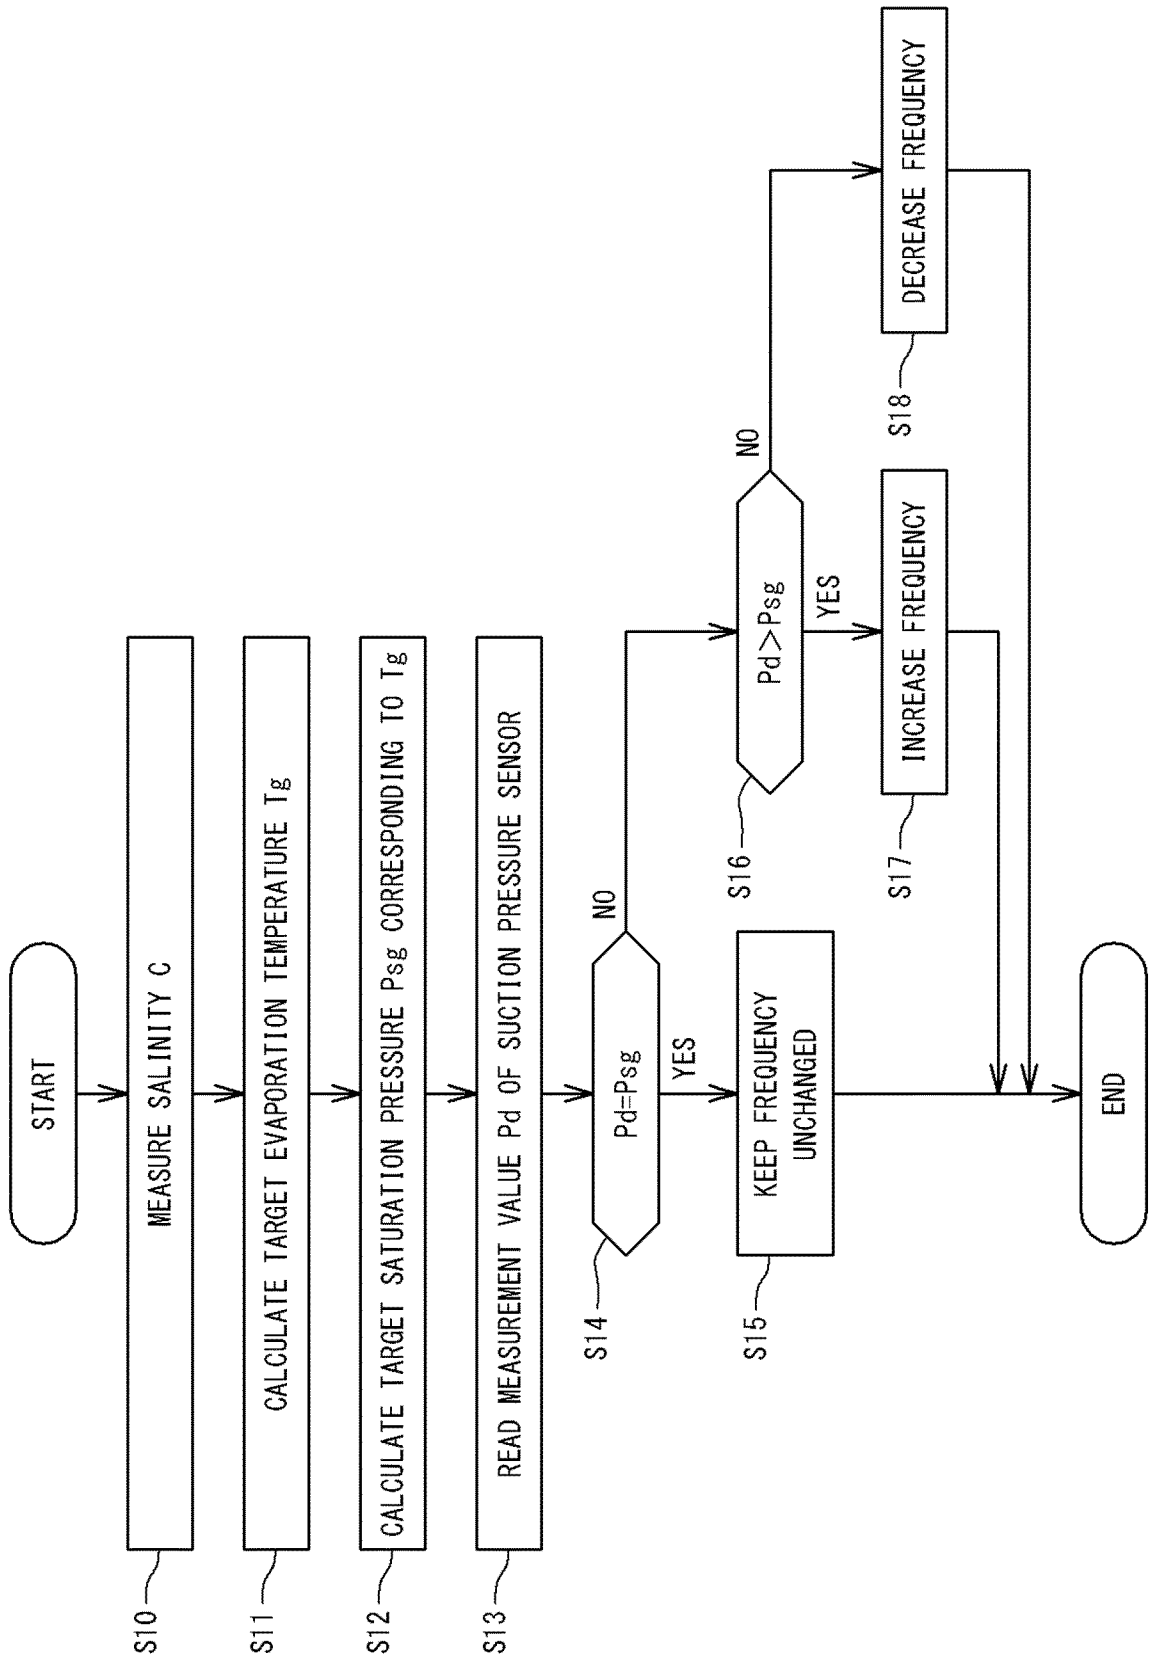 START
S10
MEASURE SALINITY C
S11
CALCULATE TARGET EVAPORATION TEMPERATURE Tg
S12
CALCULATE TARGET SATURATION PRESSURE Psg CORRESPONDING TO Tg
S13
READ MEASUREMENT VALUE Pd OF SUCTION PRESSURE SENSOR
S14
Pd=Psg
NO
YES
S15
KEEP FREQUENCY
UNCHANGED
S16
Pd>Psg
NO
YES
S17
INCREASE FREQUENCY
S18
DECREASE FREQUENCY
END